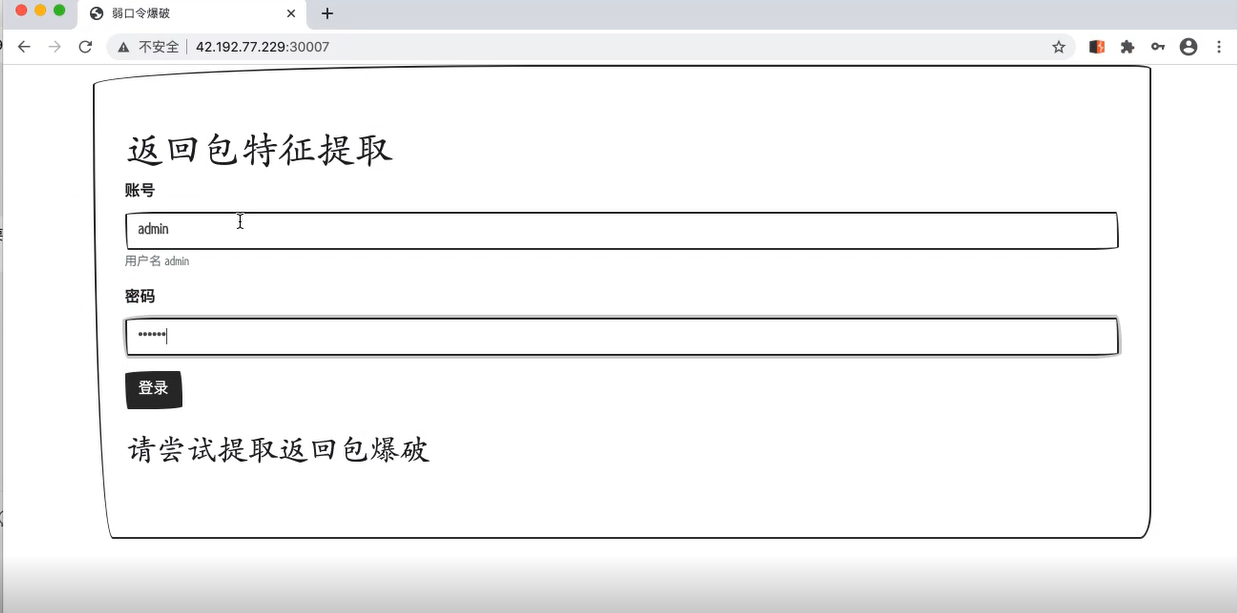 弱口令爆破
不安全 42.192.77.229:30007
返回包特征提取
账号
admin
用户名 admin
密码
••••••
登录
请尝试提取返回包爆破